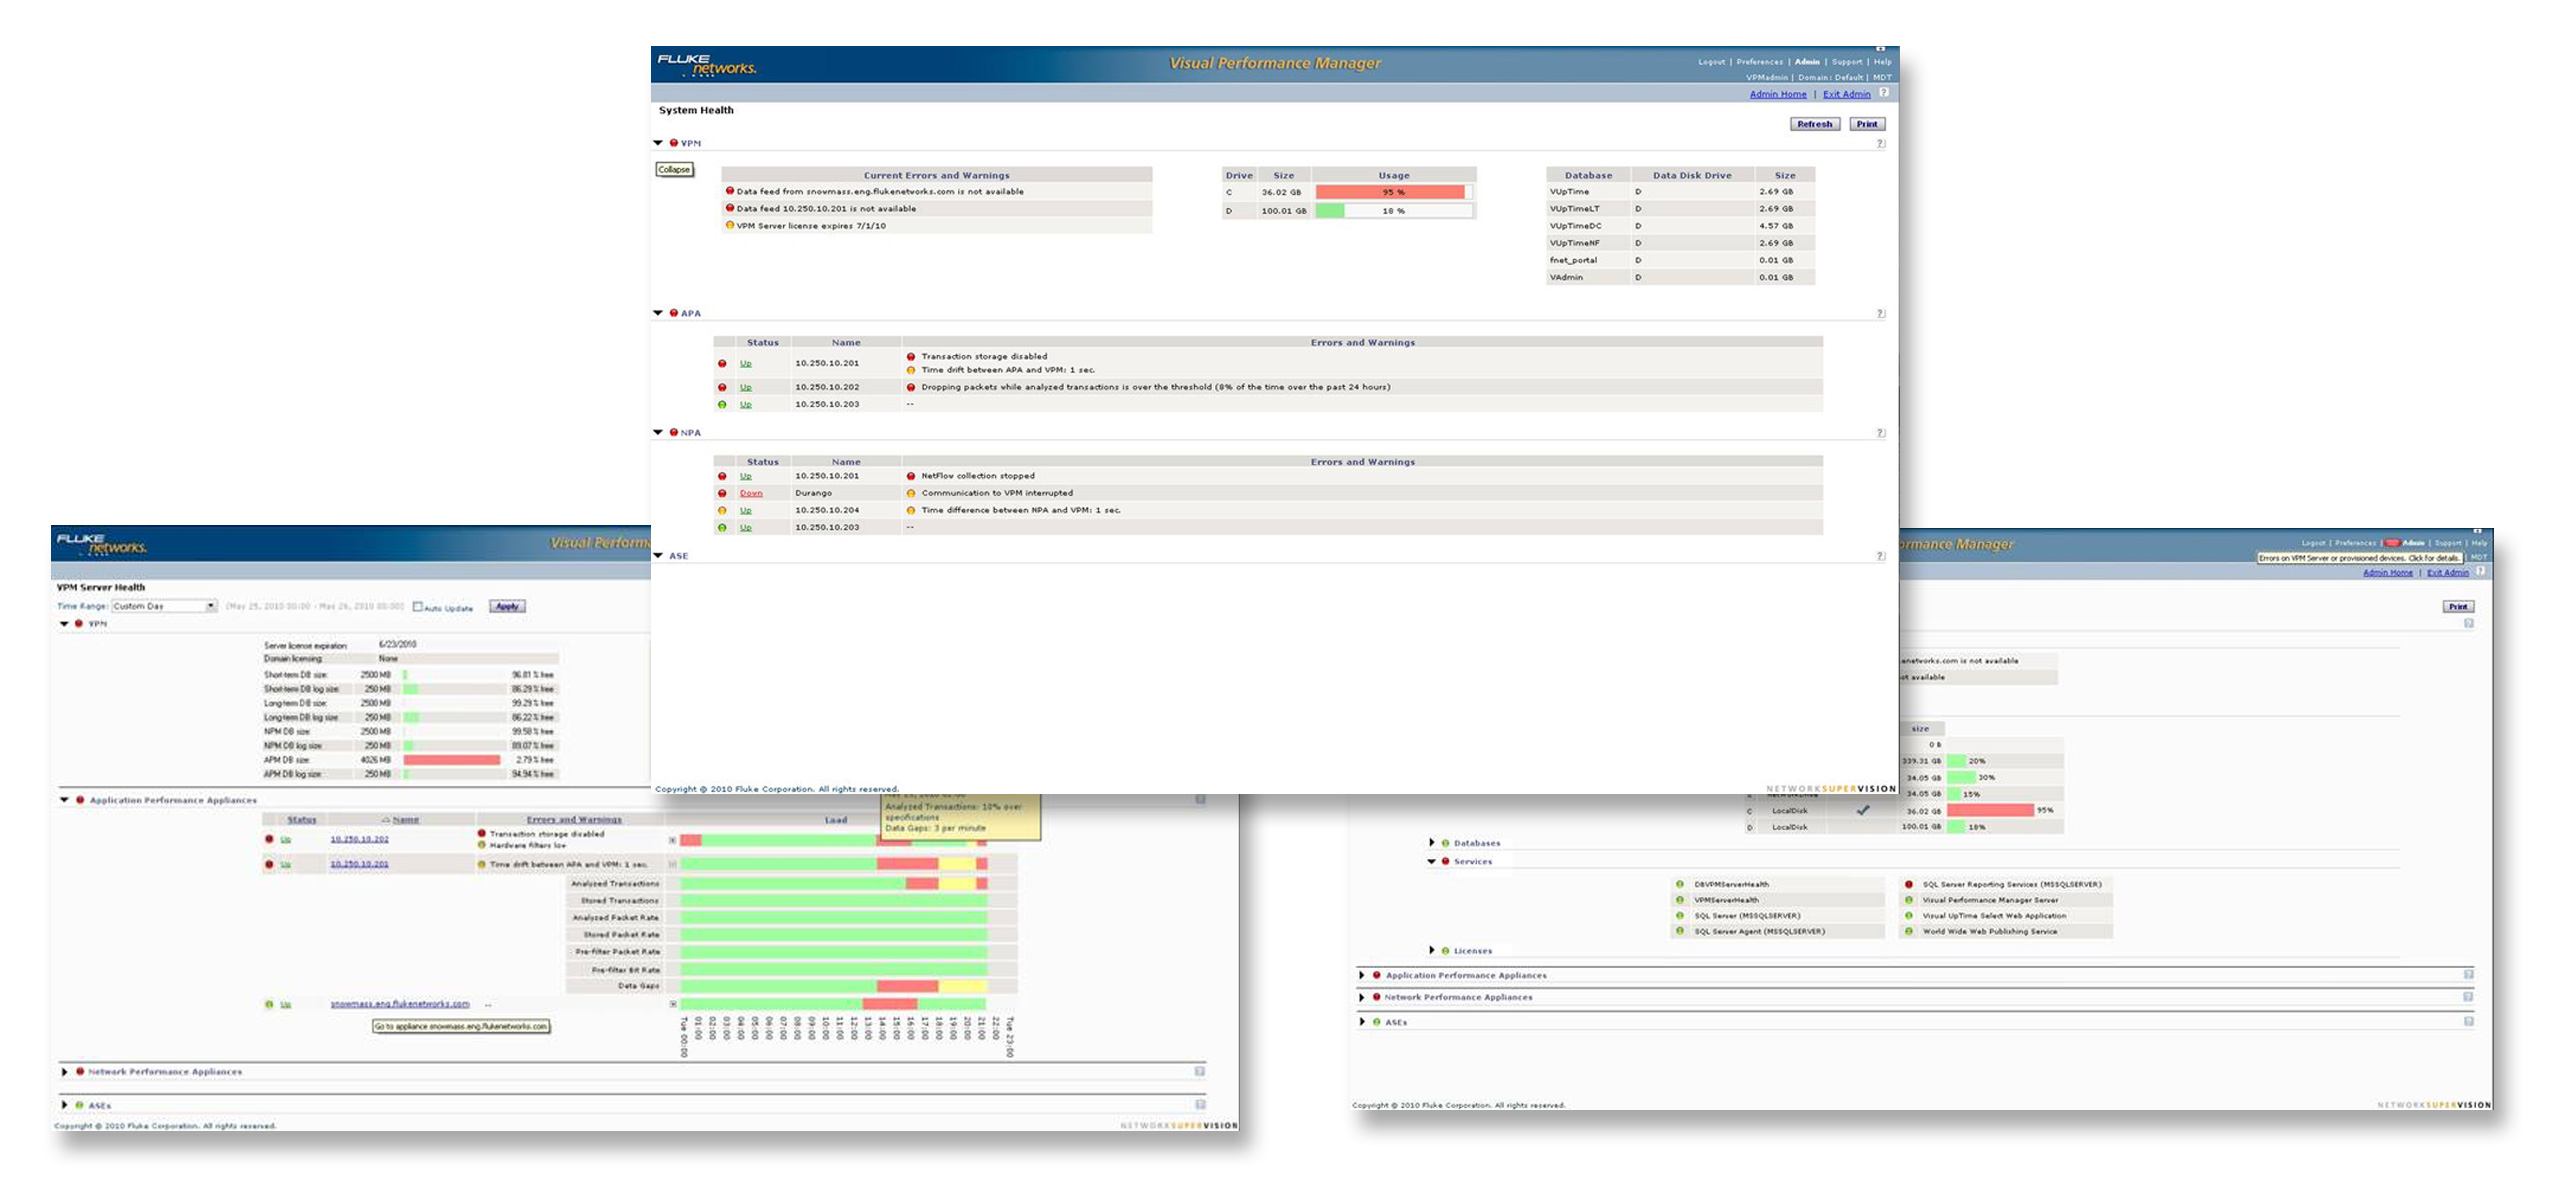 FLUKE networks.
Visual Performance Manager
Logout | Preferences | Admin | Support | Help
VPMadmin | Domain: Default | MDT
Admin Home | Exit Admin
System Health
Refresh Print
VPM
Collapse
Current Errors and Warnings
Data feed from snowmass.eng.flukenetworks.com is not available
Data feed 10.250.10.201 is not available
VPM Server license expires 7/1/10
Drive Size Usage
C 36.02 GB 95 %
D 100.01 GB 18 %
Database Data Disk Drive Size
VUpTime D 2.69 GB
VUpTimeLT D 2.69 GB
VUpTimeDC D 4.57 GB
VUpTimeNF D 2.69 GB
fnet_portal D 0.01 GB
VAdmin D 0.01 GB
APA
Status Name Errors and Warnings
Up 10.250.10.201 Transaction storage disabled
Time drift between APA and VPM: 1 sec.
Up 10.250.10.202 Dropping packets while analyzed transactions is over the threshold (8% of the time over the past 24 hours)
Up 10.250.10.203 --
NPA
Status Name Errors and Warnings
Up 10.250.10.201 NetFlow collection stopped
Down Durango Communication to VPM interrupted
Up 10.250.10.204 Time difference between NPA and VPM: 1 sec.
Up 10.250.10.203 --
ASE
Copyright @ 2010 Fluke Corporation. All rights reserved.
NETWORKSUPERVISION
FLUKE networks.
Visual Perform
VPM Server Health
Time Range: Custom Day (May 25, 2010 00:00 - May 26, 2010 00:00) Auto Update Apply
VPM
Server license expiration: 6/23/2010
Domain licensing: None
Short-term DB size: 2500 MB 96.81 % free
Short-term DB log size: 250 MB 86.29 % free
Long-term DB size: 2500 MB 99.29 % free
Long-term DB log size: 250 MB 86.22 % free
NPM DB size: 2500 MB 99.58 % free
NPM DB log size: 250 MB 89.07 % free
APM DB size: 4026 MB 2.79 % free
APM DB log size: 250 MB 94.94 % free
Application Performance Appliances
Status Name Errors and Warnings Load
Analyzed Transactions: 10% over
specifications
Data Gaps: 3 per minute
Up 10.250.10.202 Transaction storage disabled
Hardware filters low
Up 10.250.10.201 Time drift between APA and VPM: 1 sec.
Analyzed Transactions
Stored Transactions
Analyzed Packet Rate
Stored Packet Rate
Pre-filter Packet Rate
Pre-filter Bit Rate
Data Gaps
Up snowmass.eng.flukenetworks.com --
Go to appliance snowmass.eng.flukenetworks.com
Tue 00:00 01:00 02:00 03:00 04:00 05:00 06:00 07:00 08:00 09:00 10:00 11:00 12:00 13:00 14:00 15:00 16:00 17:00 18:00 19:00 20:00 21:00 22:00 Tue 23:00
Network Performance Appliances
ASEs
Copyright @ 2010 Fluke Corporation. All rights reserved.
NETWORKSUPERVISION
ormance Manager
Logout | Preferences | Admin | Support | Help
Errors on VPM Server or provisioned devices. Click for details. | MDT
Admin Home | Exit Admin
Print
enetworks.com is not available
ot available
size
0 B
339.31 GB 20%
34.05 GB 30%
34.05 GB 15%
C LocalDisk 36.02 GB 95%
D LocalDisk 100.01 GB 18%
Databases
Services
DBVPMServerHealth SQL Server Reporting Services (MSSQLSERVER)
VPMServerHealth Visual Performance Manager Server
SQL Server (MSSQLSERVER) Visual UpTime Select Web Application
SQL Server Agent (MSSQLSERVER) World Wide Web Publishing Service
Licenses
Application Performance Appliances
Network Performance Appliances
ASEs
Copyright @ 2010 Fluke Corporation. All rights reserved.
NETWORKSUPERVISION